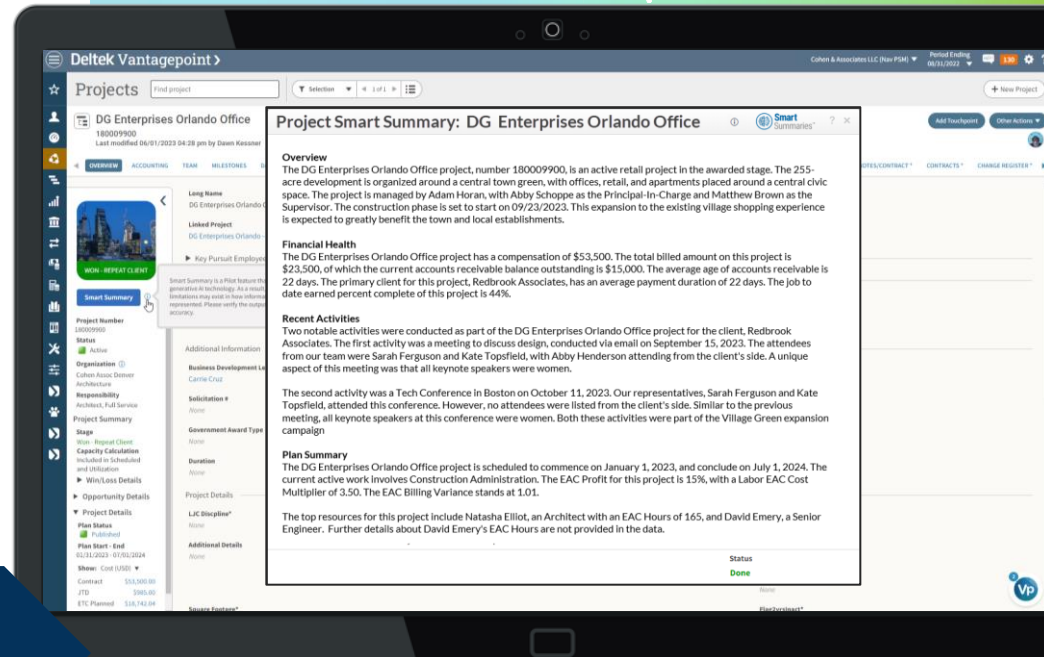 Deltek Vantagepoint >
Cohen & Associates LLC (Nav PSM)
Period Ending
08/31/2022
130
Projects
Find project
Selection
1 of 1
+ New Project
DG Enterprises Orlando Office
180009900
Last modified 06/01/2023 04:28 pm by Dawn Kessner
Add Touchpoint
Other Actions
OVERVIEW
ACCOUNTING
TEAM
MILESTONES
CONTRACTS *
CHANGE REGISTER *
Project Smart Summary: DG Enterprises Orlando Office
Smart
Summaries
Overview
The DG Enterprises Orlando Office project, number 180009900, is an active retail project in the awarded stage. The 255-
acre development is organized around a central town green, with offices, retail, and apartments placed around a central civic
space. The project is managed by Adam Horan, with Abby Schoppe as the Principal-In-Charge and Matthew Brown as the
Supervisor. The construction phase is set to start on 09/23/2023. This expansion to the existing village shopping experience
is expected to greatly benefit the town and local establishments.
Financial Health
The DG Enterprises Orlando Office project has a compensation of $53,500. The total billed amount on this project is
$23,500, of which the current accounts receivable balance outstanding is $15,000. The average age of accounts receivable is
22 days. The primary client for this project, Redbrook Associates, has an average payment duration of 22 days. The job to
date earned percent complete of this project is 44%.
Recent Activities
Two notable activities were conducted as part of the DG Enterprises Orlando Office project for the client, Redbrook
Associates. The first activity was a meeting to discuss design, conducted via email on September 15, 2023. The attendees
from our team were Sarah Ferguson and Kate Topsfield, with Abby Henderson attending from the client's side. A unique
aspect of this meeting was that all keynote speakers were women.
The second activity was a Tech Conference in Boston on October 11, 2023. Our representatives, Sarah Ferguson and Kate
Topsfield, attended this conference. However, no attendees were listed from the client's side. Similar to the previous
meeting, all keynote speakers at this conference were women. Both these activities were part of the Village Green expansion
campaign
Plan Summary
The DG Enterprises Orlando Office project is scheduled to commence on January 1, 2023, and conclude on July 1, 2024. The
current active work involves Construction Administration. The EAC Profit for this project is 15%, with a Labor EAC Cost
Multiplier of 3.50. The EAC Billing Variance stands at 1.01.
The top resources for this project include Natasha Elliot, an Architect with an EAC Hours of 165, and David Emery, a Senior
Engineer. Further details about David Emery's EAC Hours are not provided in the data.
Status
Done
WON - REPEAT CLIENT
Smart Summary
Smart Summary is a Pilot feature
generative AI technology. As a result
limitations may exist in how
represented. Please verify the output
accuracy.
Project Number
180009900
Status
Active
Organization
Cohen Assoc Denver
Architecture
Responsibility
Architect, Full Service
Project Summary
Stage
Won - Repeat Client
Capacity Calculation
Included in Scheduled
and Utilization
Win/Loss Details
Opportunity Details
Project Details
Plan Status
Published
Plan Start - End
07/01/2024
Show: Cost (USD)
Contract
JTD
ETC Planned
Long Name
DG Enterprises Orlando
Linked Project
DG Enterprises Orlando -
Key Pursuit Employee
Additional Information
Business Development
Carrie Cruz
Solicitation #
None
Government Award Type
None
Duration
None
Project Details
LJC Discpline*
None
Additional Details
None
Square Footage*
None
Vp